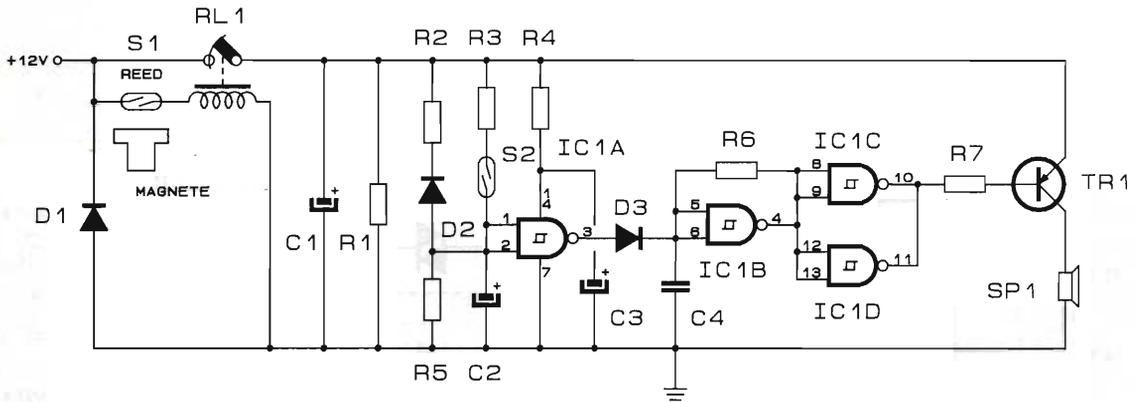 RL1
S1
R2 R3 R4
+12V
REED
R6 IC1C
S2 IC1A
8
R7
10
MAGNETE
1
4
9
TR1
D3
5
D1
1
D2
3
4
2
6
12
C1 R1
IC1B
11
7
13
SP1
C3 C4
IC1D
R5 C2